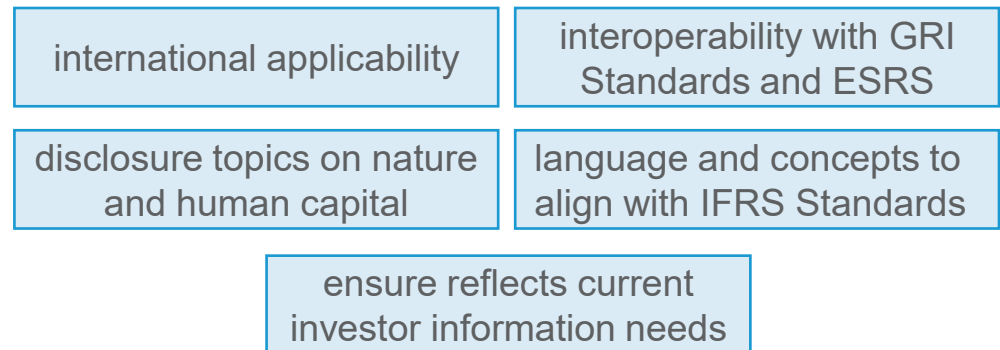 international applicability
interoperability with GRI
Standards and ESRS
disclosure topics on nature
and human capital
language and concepts to
align with IFRS Standards
ensure reflects current
investor information needs